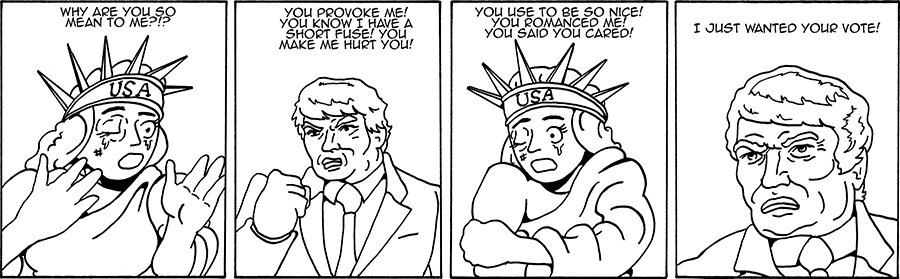 WHY ARE YOU SO
MEAN TO ME?!?
USA
YOU PROVOKE ME!
YOU KNOW I HAVE A
SHORT FUSE! YOU
MAKE ME HURT YOU!
YOU USE TO BE SO NICE!
YOU ROMANCED ME!
YOU SAID YOU CARED!
USA
I JUST WANTED YOUR VOTE!